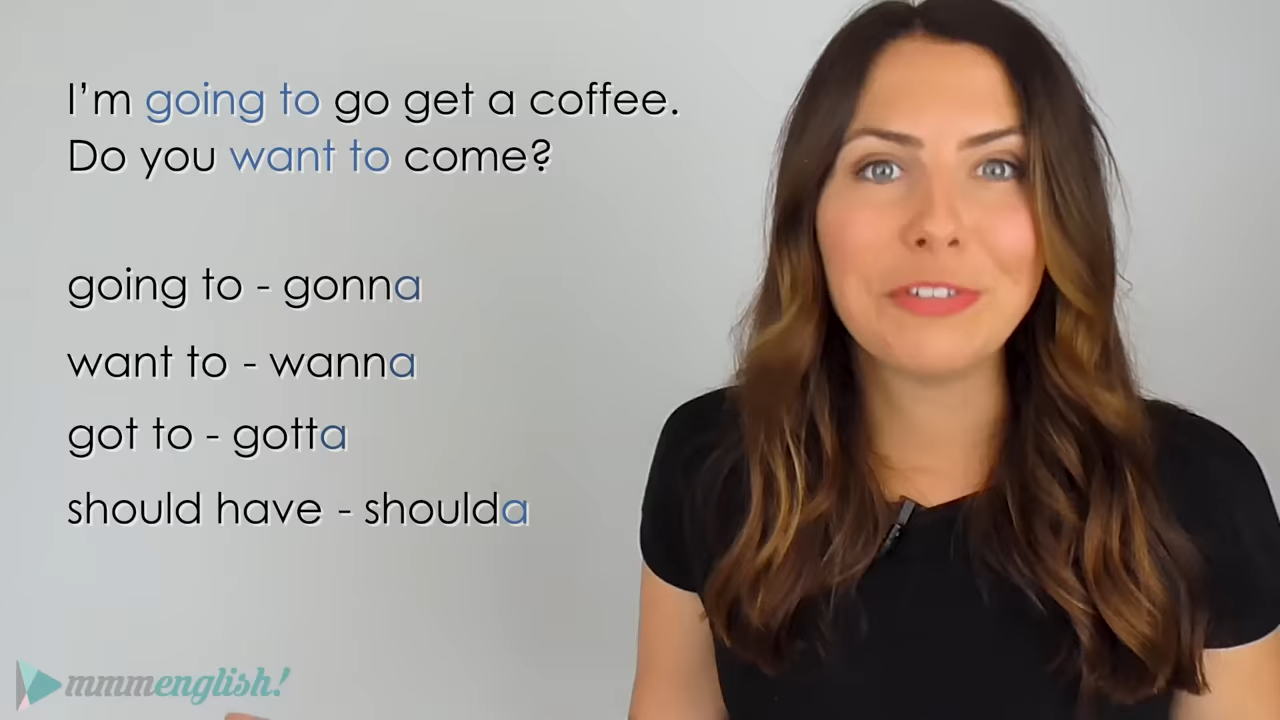 I'm going to go get a coffee.
Do you want to come?
going to - gonna
want to - wanna
got to - gotta
should have - shoulda
mmmenglish!